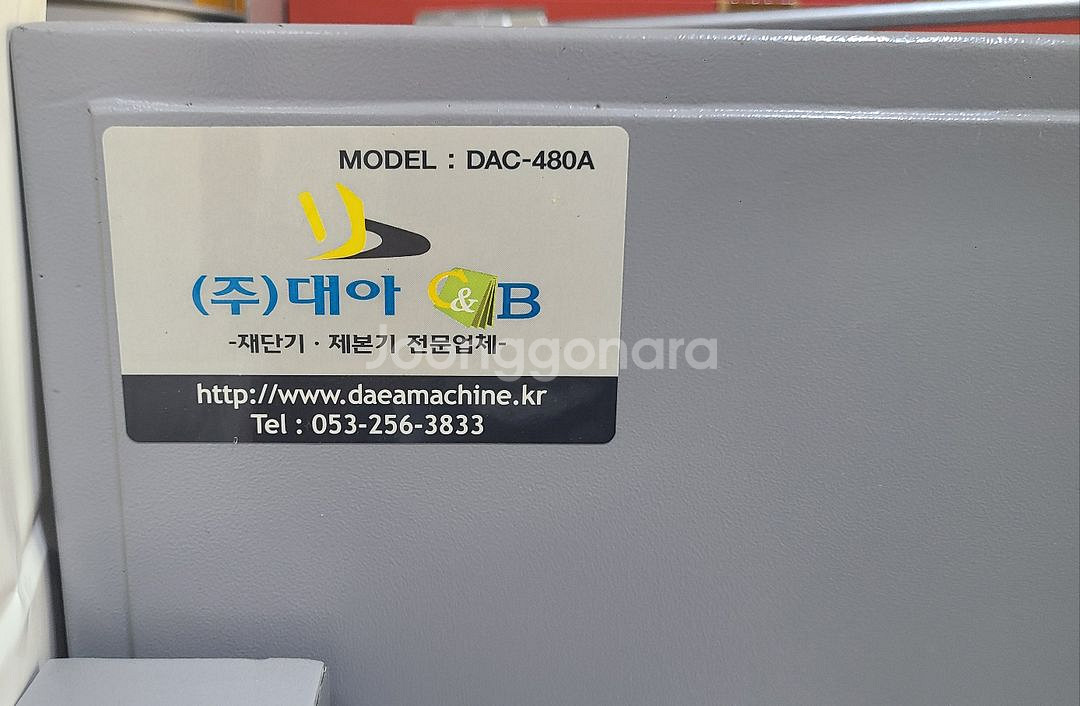 MODEL : DAC-480A
(주)대아 C&B
-재단기 · 제본기 전문업체-
Joonggonara
http://www.daeamachine.kr
Tel : 053-256-3833